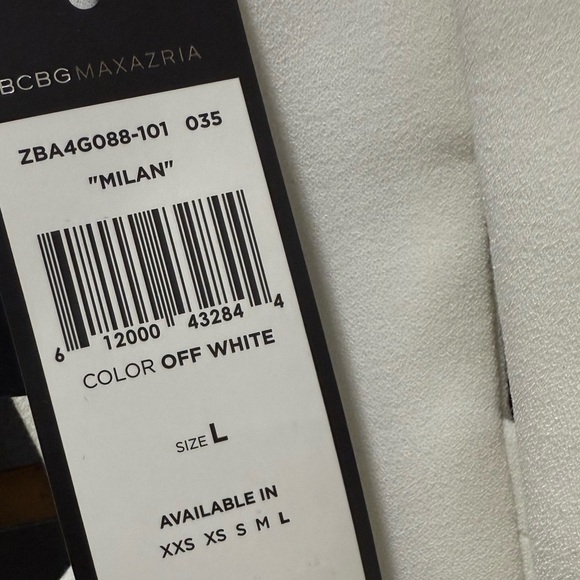 BCBGMAXAZRIA
ZBA4G088-101 035
"MILAN"
6 12000 43284 4
COLOR OFF WHITE
SIZE L
AVAILABLE IN
XXS XS S M L